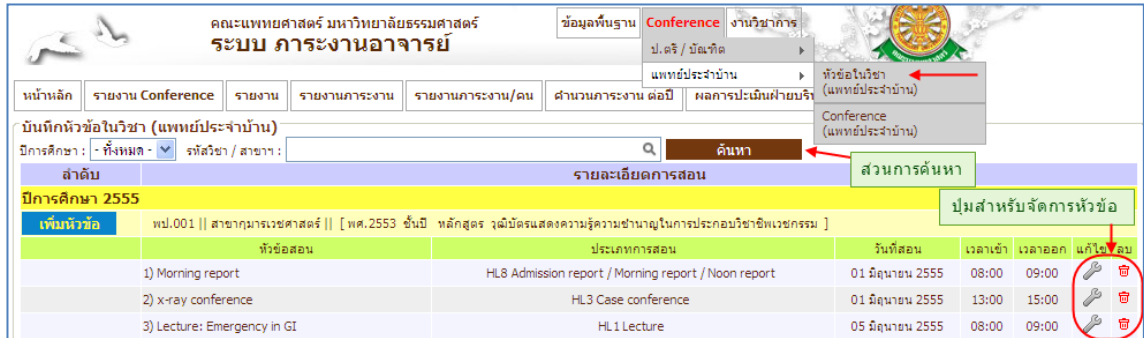 คณะแพทยศาสตร์ มหาวิทยาลัยธรรมศาสตร์
ระบบ ภาระงานอาจารย์
ข้อมูลพื้นฐาน Conference งานวิชาการ
ป.ตรี / บัณฑิต
แพทย์ประจำบ้าน
หัวข้อในวิชา
(แพทย์ประจำบ้าน)
Conference
(แพทย์ประจำบ้าน)
หน้าหลัก รายงาน Conference รายงาน รายงานภาระงาน รายงานภาระงาน/คน คำนวนภาระงาน ต่อปี ผลการประเมินฝ่ายบริ
บันทึกหัวข้อในวิชา (แพทย์ประจำบ้าน)
ปีการศึกษา : - ทั้งหมด - รหัสวิชา / สาขาฯ : ค้นหา
ส่วนการค้นหา
ลำดับ รายละเอียดการสอน
ปีการศึกษา 2555
ปุ่มสำหรับจัดการหัวข้อ
เพิ่มหัวข้อ พป.001 || สาขากุมารเวชศาสตร์ || [ พศ.2553 ชั้นปี หลักสูตร วุฒิบัตรแสดงความรู้ความชำนาญในการประกอบวิชาชีพเวชกรรม ]
หัวข้อสอน ประเภทการสอน วันที่สอน เวลาเข้า เวลาออก แก้ไข ลบ
1) Morning report HL8 Admission report / Morning report / Noon report 01 มิถุนายน 2555 08:00 09:00
2) x-ray conference HL3 Case conference 01 มิถุนายน 2555 13:00 15:00
3) Lecture: Emergency in GI HL1 Lecture 05 มิถุนายน 2555 08:00 09:00